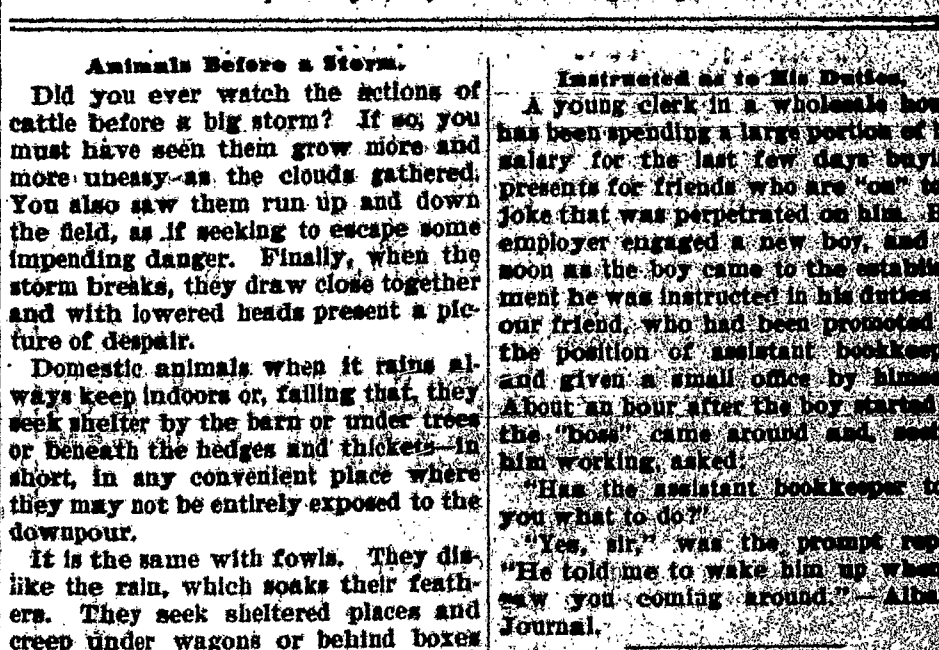 Animals Before a Storm.
Did you ever watch the actions of
cattle before a big storm? If so, you
must have seen them grow more and
more uneasy as the clouds gathered.
You also saw them run up and down
the field, as if seeking to escape some
impending danger. Finally, when the
storm breaks, they draw close together
and with lowered heads present a pic-
ture of despair.
Domestic animals when it rains al-
ways keep indoors or, failing that, they
seek shelter by the barn or under trees
or beneath the hedges and thickets—in
short, in any convenient place where
they may not be entirely exposed to the
downpour.
It is the same with fowls. They dis-
like the rain, which soaks their feath-
ers. They seek sheltered places and
creep under wagons or behind boxes
Instructed as to His Duties.
A young clerk in a wholesale hou
has been spending a large portion of
salary for the last few days buyi
presents for friends who are "on" to
joke that was perpetrated on him.
employer engaged a new boy, and
soon as the boy came to the establis
ment he was instructed in his duties
our friend, who had been promoted
the position of assistant bookkeep
and given a small office by himse
About an hour after the boy started
the "boss" came around and, seei
him working, asked:
"Has the assistant bookkeeper to
you what to do?"
"Yes, sir," was the prompt rep
"He told me to wake him up when
saw you coming around."—Alba
Journal.